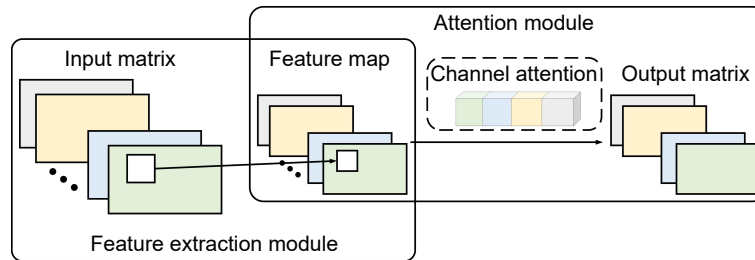 Attention module
Input matrix
Feature map
Channel attention
Output matrix
Feature extraction module